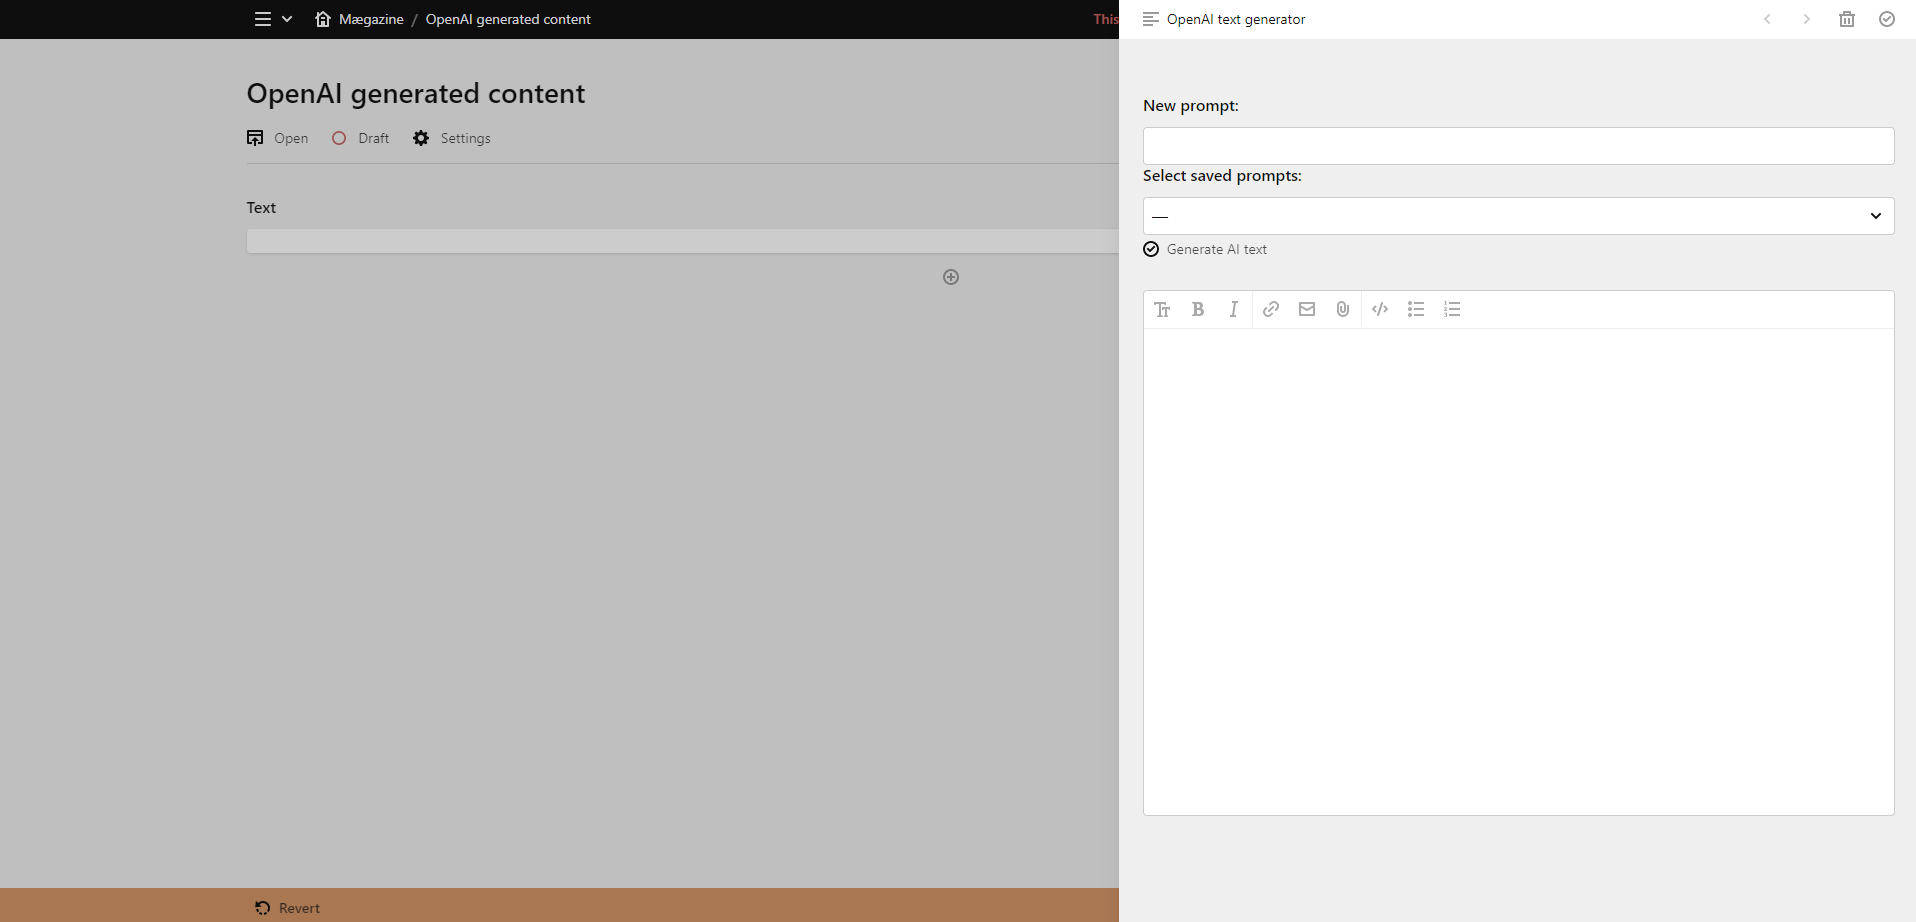 Mægazine / OpenAI generated content
This
OpenAI generated content
Open Draft Settings
Text
Revert
OpenAI text generator
New prompt:
Select saved prompts:
—
Generate AI text